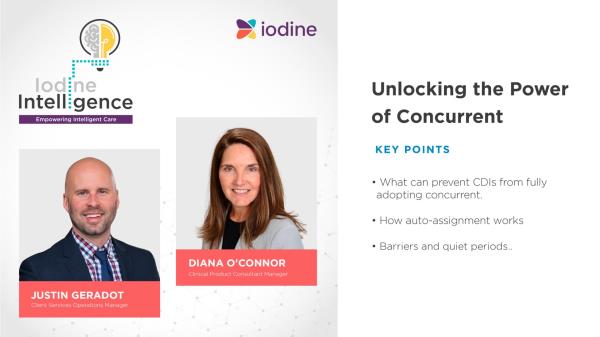 iodine
Iodine
Intelligence
Empowering Intelligent Care
JUSTIN GERADOT
Client Services Operations Manager
DIANA O'CONNOR
Clinical Product Consultant Manager
Unlocking the Power
of Concurrent
KEY POINTS
• What can prevent CDIs from fully
adopting concurrent.
• How auto-assignment works
• Barriers and quiet periods..